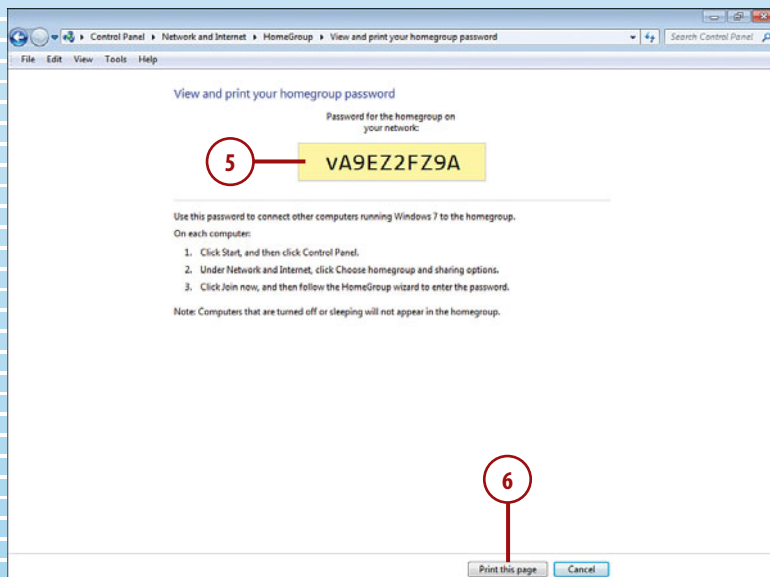 Control Panel ▸ Network and Internet ▸ HomeGroup ▸ View and print your homegroup password
Search Control Panel
File Edit View Tools Help
View and print your homegroup password
Password for the homegroup on
your network:
5
vA9EZ2FZ9A
Use this password to connect other computers running Windows 7 to the homegroup.
On each computer:
1. Click Start, and then click Control Panel.
2. Under Network and Internet, click Choose homegroup and sharing options.
3. Click Join now, and then follow the HomeGroup wizard to enter the password.
Note: Computers that are turned off or sleeping will not appear in the homegroup.
6
Print this page Cancel